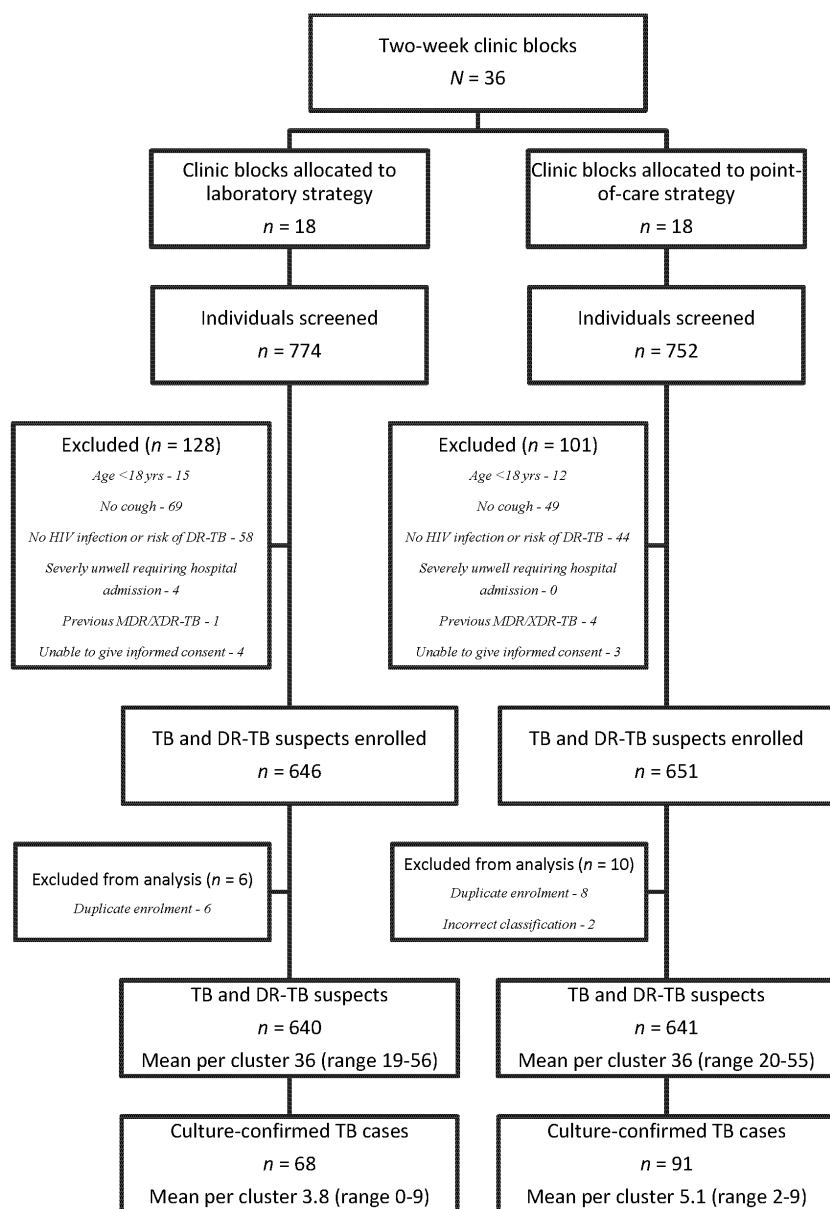 Two-week clinic blocks
N = 36
Clinic blocks allocated to
laboratory strategy
n = 18
Clinic blocks allocated to point-
of-care strategy
n = 18
Individuals screened
n = 774
Individuals screened
n = 752
Excluded (n = 128)
Age <18 yrs - 15
No cough - 69
No HIV infection or risk of DR-TB - 58
Severly unwell requiring hospital
admission - 4
Previous MDR/XDR-TB - 1
Unable to give informed consent - 4
Excluded (n = 101)
Age <18 yrs - 12
No cough - 49
No HIV infection or risk of DR-TB - 44
Severely unwell requiring hospital
admission - 0
Previous MDR/XDR-TB - 4
Unable to give informed consent - 3
TB and DR-TB suspects enrolled
n = 646
TB and DR-TB suspects enrolled
n = 651
Excluded from analysis (n = 6)
Duplicate enrolment - 6
Excluded from analysis (n = 10)
Duplicate enrolment - 8
Incorrect classification - 2
TB and DR-TB suspects
n = 640
Mean per cluster 36 (range 19-56)
TB and DR-TB suspects
n = 641
Mean per cluster 36 (range 20-55)
Culture-confirmed TB cases
n = 68
Mean per cluster 3.8 (range 0-9)
Culture-confirmed TB cases
n = 91
Mean per cluster 5.1 (range 2-9)